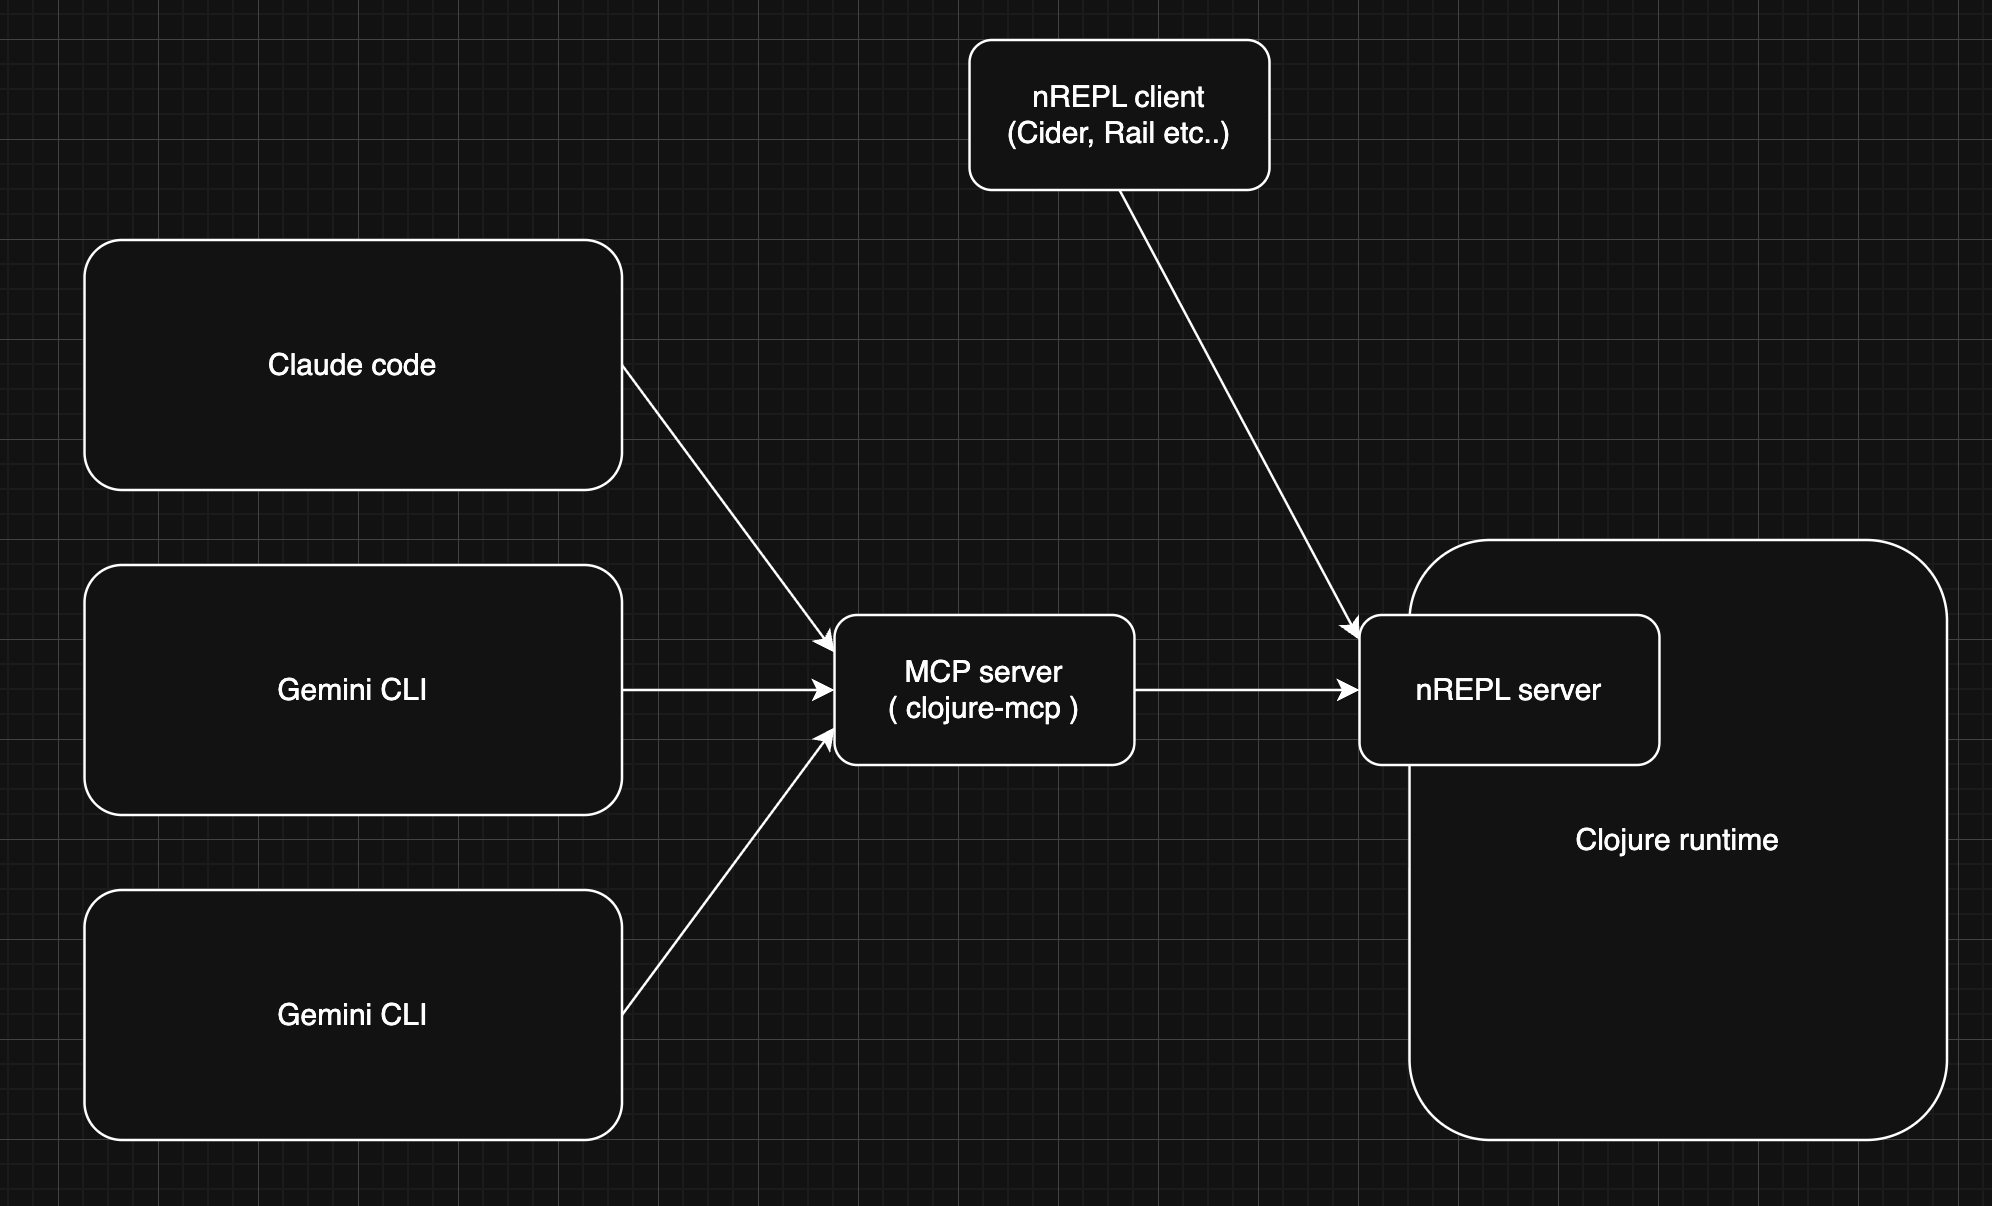 nREPL client
(Cider, Rail etc..)
Claude code
Gemini CLI
MCP server
( clojure-mcp )
nREPL server
Clojure runtime
Gemini CLI